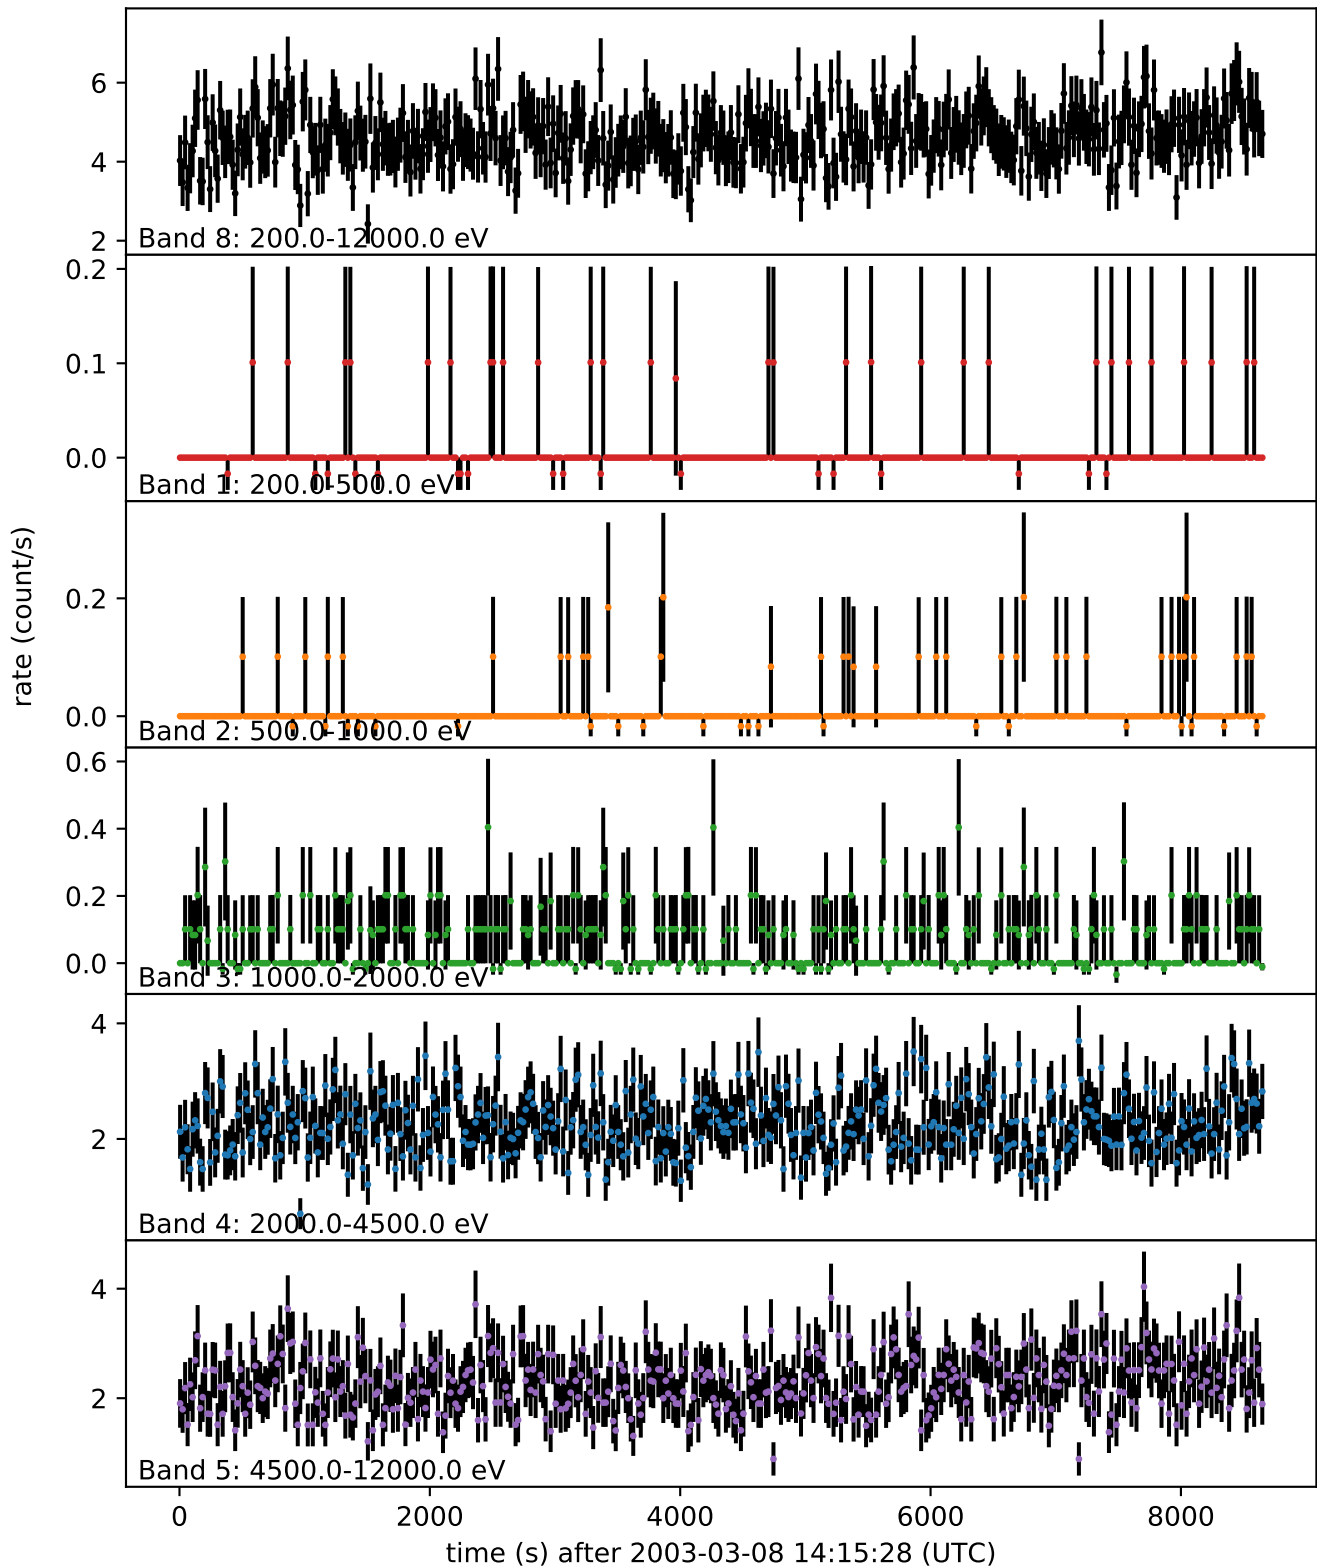 6
4
2
Band 8: 200.0-12000.0 eV
0.2
0.1
0.0
Band 1: 200.0-500.0 eV
rate (count/s)
0.2
0.0
Band 2: 500.0-1000.0 eV
0.6
0.4
0.2
0.0
Band 3: 1000.0-2000.0 eV
4
2
Band 4: 2000.0-4500.0 eV
4
2
Band 5: 4500.0-12000.0 eV
0 2000 4000 6000 8000
time (s) after 2003-03-08 14:15:28 (UTC)